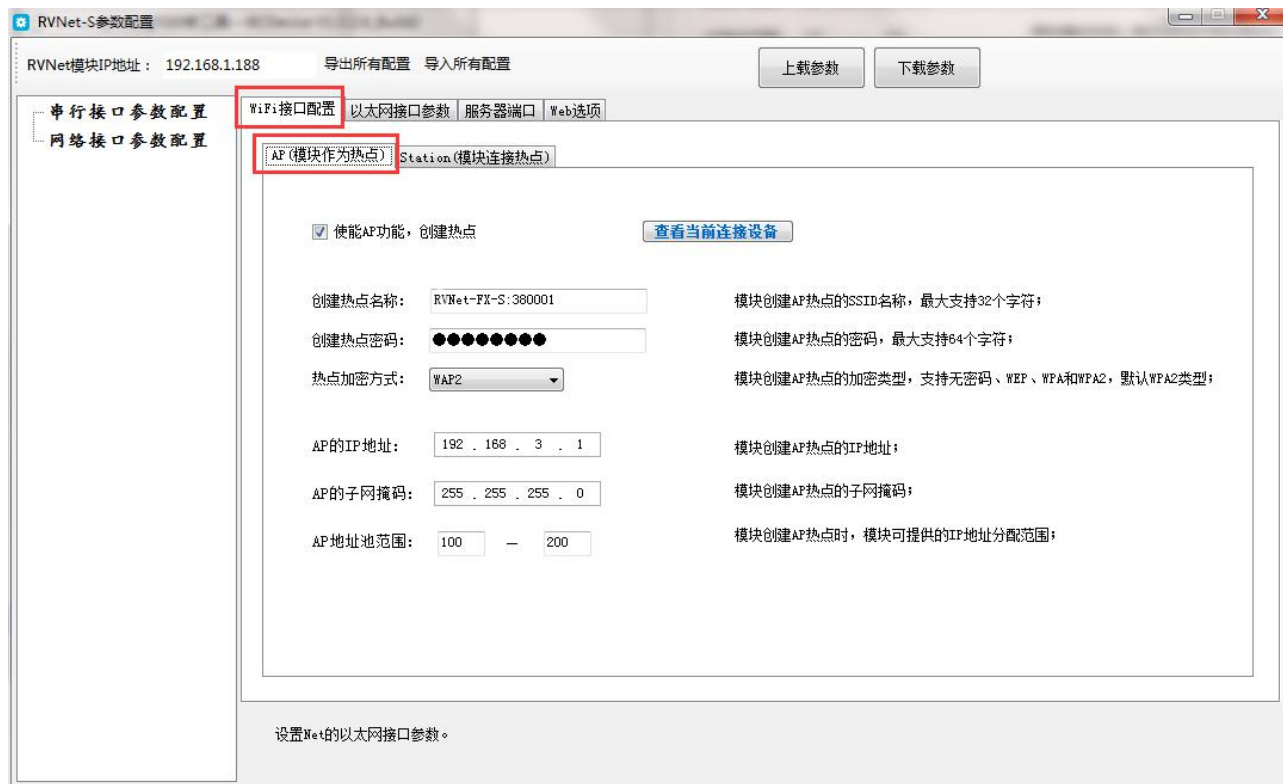 RVNet-S参数配置
RVNet模块IP地址： 192.168.1.188 导出所有配置 导入所有配置 上载参数 下载参数
串行接口参数配置
网络接口参数配置
WiFi接口配置 以太网接口参数 服务器端口 Web选项
AP(模块作为热点) Station(模块连接热点)
使能AP功能，创建热点 查看当前连接设备
创建热点名称： RVNet-FX-S:380001 模块创建AP热点的SSID名称，最大支持32个字符；
创建热点密码： ●●●●●●●● 模块创建AP热点的密码，最大支持64个字符；
热点加密方式： WAP2 模块创建AP热点的加密类型，支持无密码、WEP、WPA和WPA2，默认WPA2类型；
AP的IP地址： 192 . 168 . 3 . 1 模块创建AP热点的IP地址；
AP的子网掩码： 255 . 255 . 255 . 0 模块创建AP热点的子网掩码；
AP地址池范围： 100 — 200 模块创建AP热点时，模块可提供的IP地址分配范围；
设置Net的以太网接口参数。